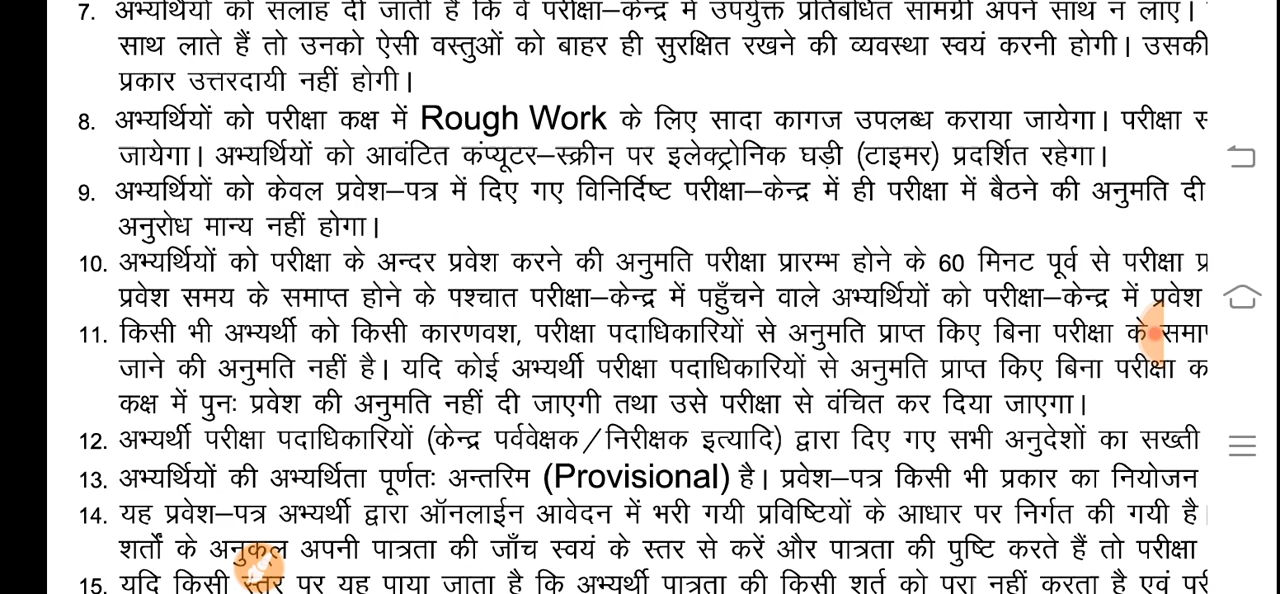 7. अभ्यर्थियों को सलाह दी जाती है कि वे परीक्षा–केन्द्र में उपर्युक्त प्रतिबंधित सामग्री अपने साथ न लाएँ।
साथ लाते हैं तो उनको ऐसी वस्तुओं को बाहर ही सुरक्षित रखने की व्यवस्था स्वयं करनी होगी। उसकी
प्रकार उत्तरदायी नहीं होगी।
8. अभ्यर्थियों को परीक्षा कक्ष में Rough Work के लिए सादा कागज उपलब्ध कराया जायेगा। परीक्षा
जायेगा। अभ्यर्थियों को आवंटित कंप्यूटर–स्क्रीन पर इलेक्ट्रोनिक घड़ी (टाइमर) प्रदर्शित रहेगा।
9. अभ्यर्थियों को केवल प्रवेश–पत्र में दिए गए विनिर्दिष्ट परीक्षा–केन्द्र में ही परीक्षा में बैठने की अनुमति दी
अनुरोध मान्य नहीं होगा।
10. अभ्यर्थियों को परीक्षा के अन्दर प्रवेश करने की अनुमति परीक्षा प्रारम्भ होने के 60 मिनट पूर्व से परीक्षा
प्रवेश समय के समाप्त होने के पश्चात परीक्षा–केन्द्र में पहुँचने वाले अभ्यर्थियों को परीक्षा–केन्द्र में प्रवेश
11. किसी भी अभ्यर्थी को किसी कारणवश, परीक्षा पदाधिकारियों से अनुमति प्राप्त किए बिना परीक्षा के
जाने की अनुमति नहीं है। यदि कोई अभ्यर्थी परीक्षा पदाधिकारियों से अनुमति प्राप्त किए बिना परीक्षा
कक्ष में पुनः प्रवेश की अनुमति नहीं दी जाएगी तथा उसे परीक्षा से वंचित कर दिया जाएगा।
12. अभ्यर्थी परीक्षा पदाधिकारियों (केन्द्र पर्ववेक्षक/निरीक्षक इत्यादि) द्वारा दिए गए सभी अनुदेशों का सख्ती
13. अभ्यर्थियों की अभ्यर्थिता पूर्णतः अन्तरिम (Provisional) है। प्रवेश–पत्र किसी भी प्रकार का नियोजन
14. यह प्रवेश–पत्र अभ्यर्थी द्वारा ऑनलाईन आवेदन में भरी गयी प्रविष्टियों के आधार पर निर्गत की गयी है
शर्तों के अनुकूल अपनी पात्रता की जाँच स्वयं के स्तर से करें और पात्रता की पुष्टि करते हैं तो परीक्षा
15. यदि किसी स्तर पर यह पाया जाता है कि अभ्यर्थी पात्रता की किसी शर्त को पूरा नहीं करता है एवं